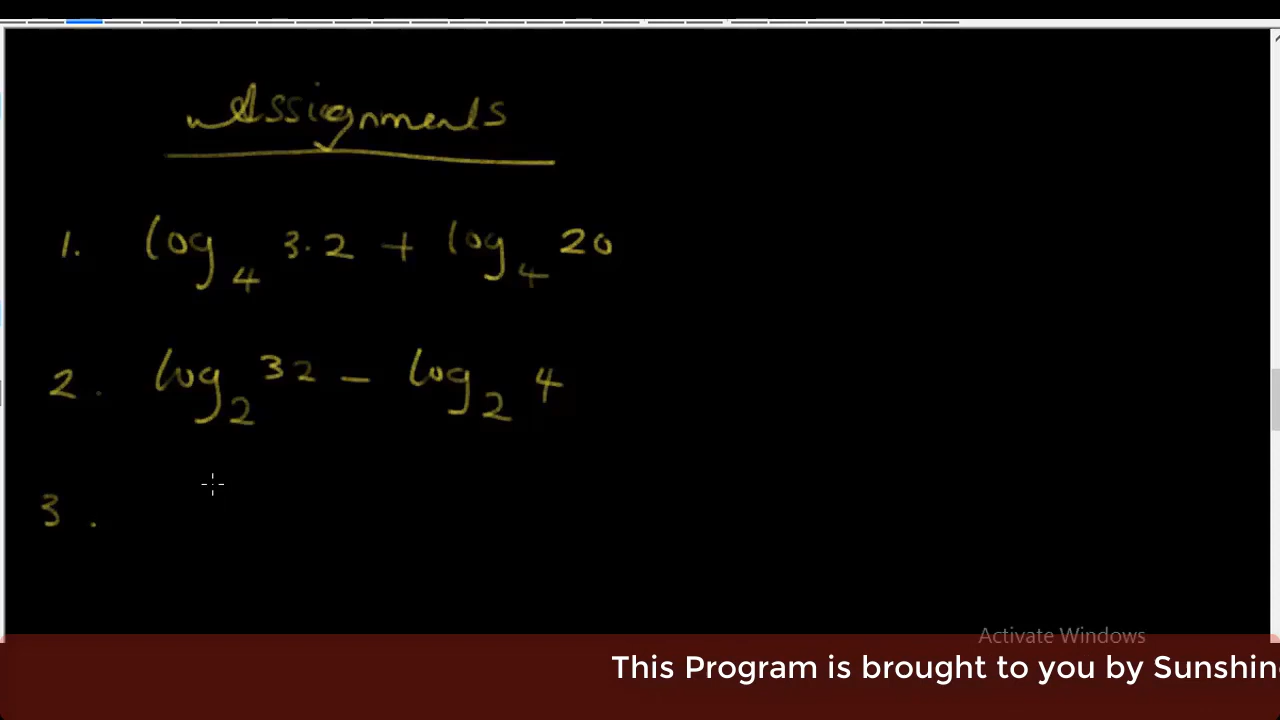 Assignments
1. log₄ 3.2 + log₄ 20
2. log₂ 32 - log₂ 4
3.
Activate Windows
This Program is brought to you by Sunshin